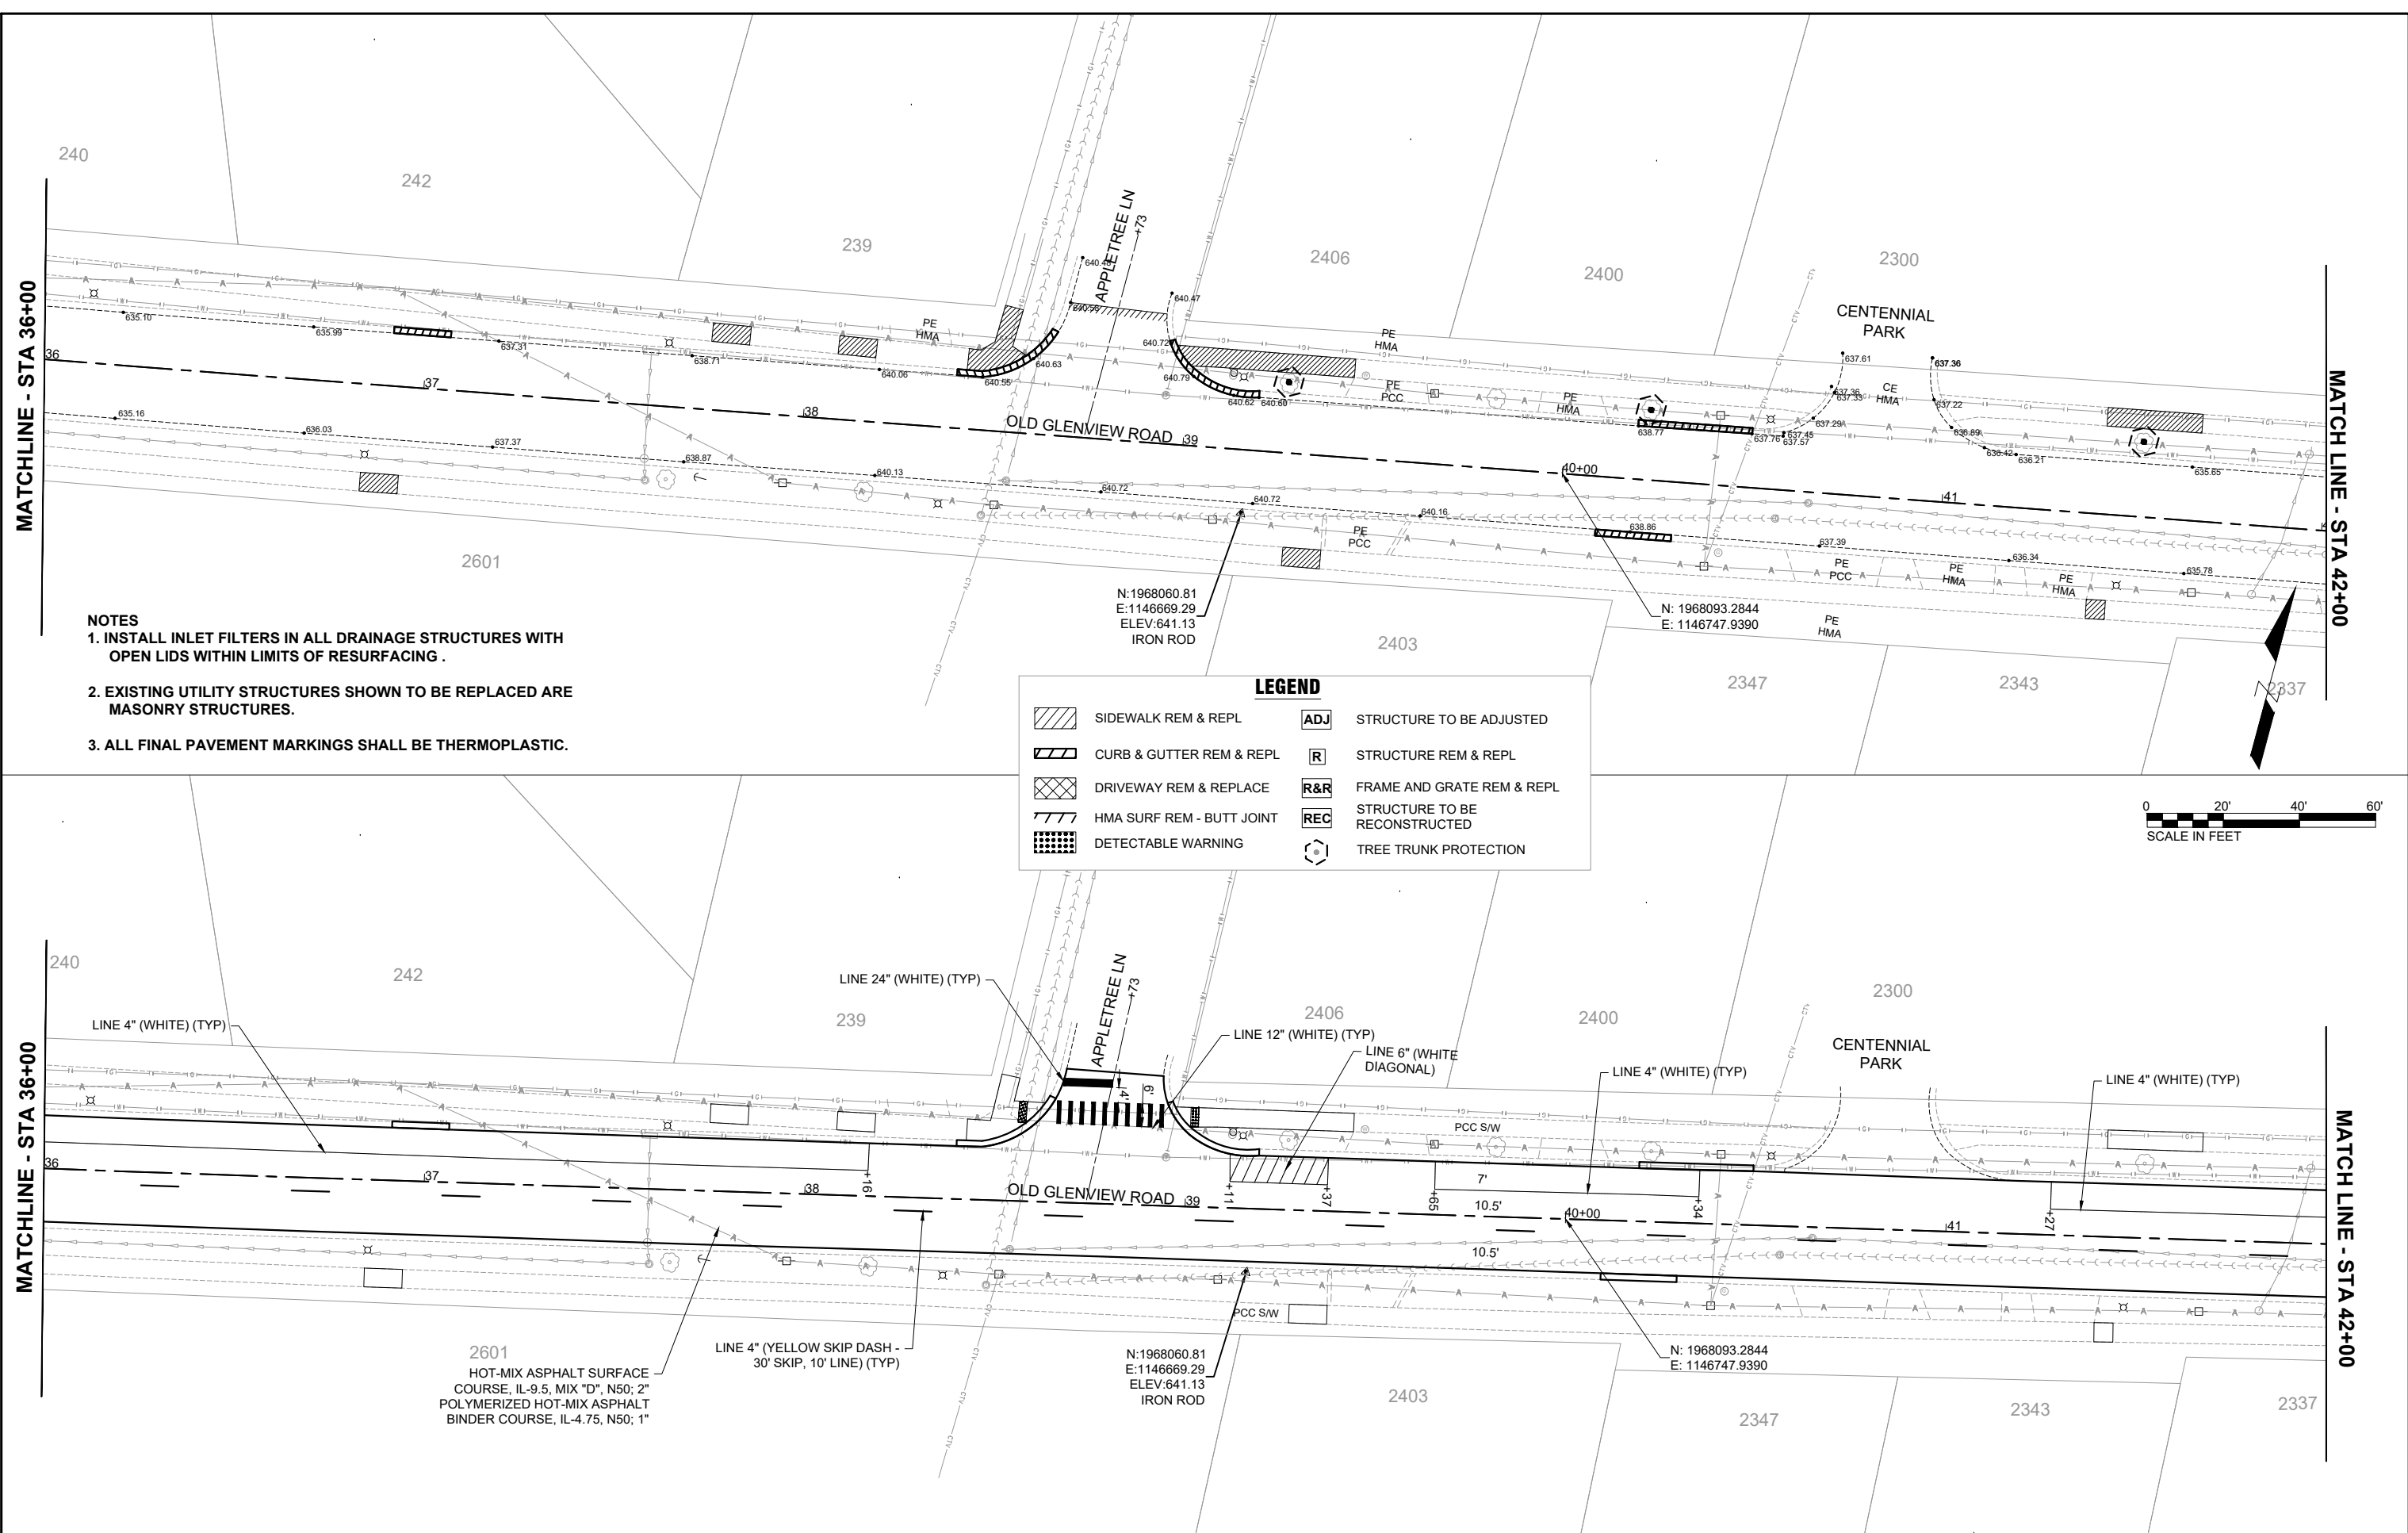 240
242
239
2406
2400
2300
APPLETREE LN
+73
CENTENNIAL
PARK
MATCHLINE - STA 36+00
MATCH LINE - STA 42+00
640.48
640.47
640.72
640.79
640.63
640.55
640.62
640.60
PE
HMA
PE
HMA
PE
PCC
PE
HMA
CE
HMA
635.10
635.99
637.31
638.71
640.06
638.77
637.76
637.45
637.57
637.29
637.61
637.36
637.33
637.36
637.22
636.89
636.42
636.21
635.65
36
37
38
OLD GLENVIEW ROAD
39
40+00
41
635.16
636.03
637.37
638.87
640.13
640.72
640.72
640.16
638.86
637.39
636.34
635.78
PE
PCC
PE
PCC
PE
HMA
PE
HMA
PE
HMA
2601
2403
2347
2343
2337
N:1968060.81
E:1146669.29
ELEV:641.13
IRON ROD
N: 1968093.2844
E: 1146747.9390
NOTES
1. INSTALL INLET FILTERS IN ALL DRAINAGE STRUCTURES WITH
OPEN LIDS WITHIN LIMITS OF RESURFACING .
2. EXISTING UTILITY STRUCTURES SHOWN TO BE REPLACED ARE
MASONRY STRUCTURES.
3. ALL FINAL PAVEMENT MARKINGS SHALL BE THERMOPLASTIC.
LEGEND
SIDEWALK REM & REPL
CURB & GUTTER REM & REPL
DRIVEWAY REM & REPLACE
HMA SURF REM - BUTT JOINT
DETECTABLE WARNING
ADJ STRUCTURE TO BE ADJUSTED
R STRUCTURE REM & REPL
R&R FRAME AND GRATE REM & REPL
REC STRUCTURE TO BE
RECONSTRUCTED
TREE TRUNK PROTECTION
0 20' 40' 60'
SCALE IN FEET
240
242
239
2406
2400
2300
LINE 24" (WHITE) (TYP)
APPLETREE LN
+73
LINE 4" (WHITE) (TYP)
LINE 12" (WHITE) (TYP)
LINE 6" (WHITE
DIAGONAL)
LINE 4" (WHITE) (TYP)
CENTENNIAL
PARK
LINE 4" (WHITE) (TYP)
MATCHLINE - STA 36+00
MATCH LINE - STA 42+00
4'
6'
PCC S/W
36
37
38
+16
OLD GLENVIEW ROAD
39
+11
+37
+65
7'
10.5'
10.5'
+34
40+00
41
+27
PCC S/W
2601
2403
2347
2343
2337
HOT-MIX ASPHALT SURFACE
COURSE, IL-9.5, MIX "D", N50; 2"
POLYMERIZED HOT-MIX ASPHALT
BINDER COURSE, IL-4.75, N50; 1"
LINE 4" (YELLOW SKIP DASH -
30' SKIP, 10' LINE) (TYP)
N:1968060.81
E:1146669.29
ELEV:641.13
IRON ROD
N: 1968093.2844
E: 1146747.9390